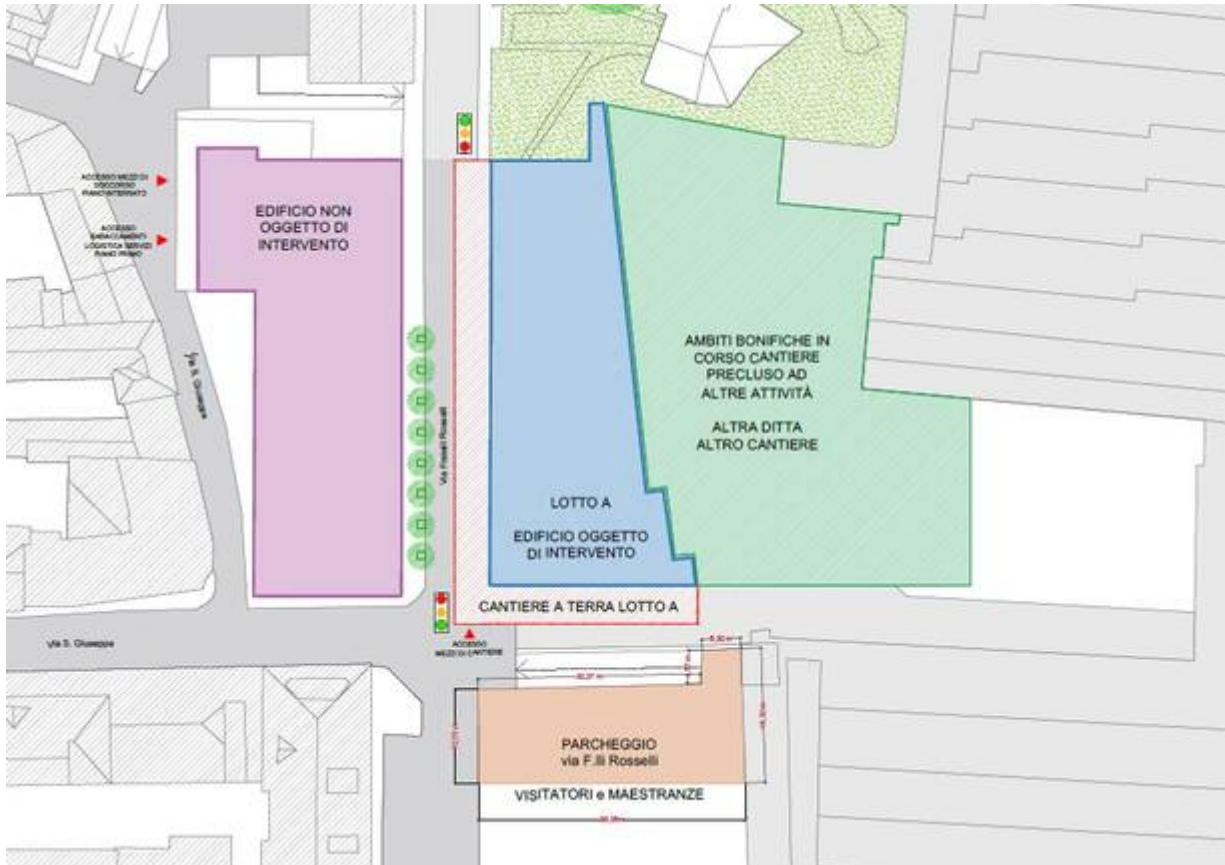 ACCESSO MEZZI DI
SOCCORSO
PIANO INTERRATO
ACCESSO
BARACCAMENTI
LOGISTICA SERVIZI
PIANO PRIMO
EDIFICIO NON
OGGETTO DI
INTERVENTO
AMBITI BONIFICHE IN
CORSO CANTIERE
PRECLUSO AD
ALTRE ATTIVITÀ
ALTRA DITTA
ALTRO CANTIERE
Via S. Giuseppe
Via Fratelli Rosselli
LOTTO A
EDIFICIO OGGETTO
DI INTERVENTO
CANTIERE A TERRA LOTTO A
Via S. Giuseppe
ACCESSO
MEZZI DI CANTIERE
PARCHEGGIO
via F.lli Rosselli
VISITATORI e MAESTRANZE